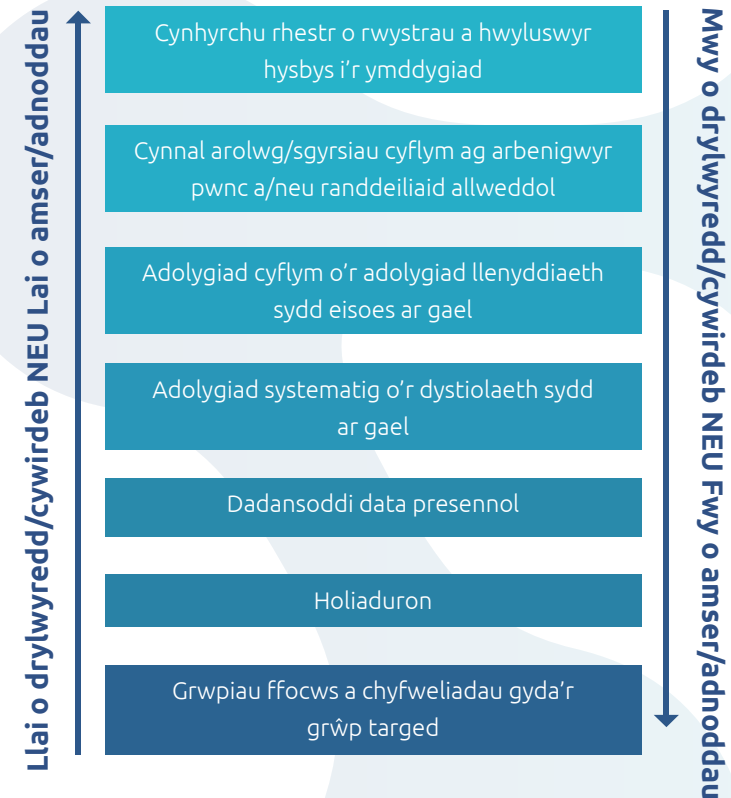 Llai o drylwyredd/cywirdeb NEU Lai o amser/adnoddau
Cynhyrchu rhestr o rwystrau a hwyluswyr
hysbys i'r ymddygiad
Cynnal arolwg/sgyrsiau cyflym ag arbenigwyr
pwnc a/neu randdeiliaid allweddol
Adolygiad cyflym o'r adolygiad llenyddiaeth
sydd eisoes ar gael
Adolygiad systematig o'r dystiolaeth sydd
ar gael
Dadansoddi data presennol
Holiaduron
Grwpiau ffocws a chyfweliadau gyda'r
grŵp targed
Mwy o drylwyredd/cywirdeb NEU Fwy o amser/adnoddau